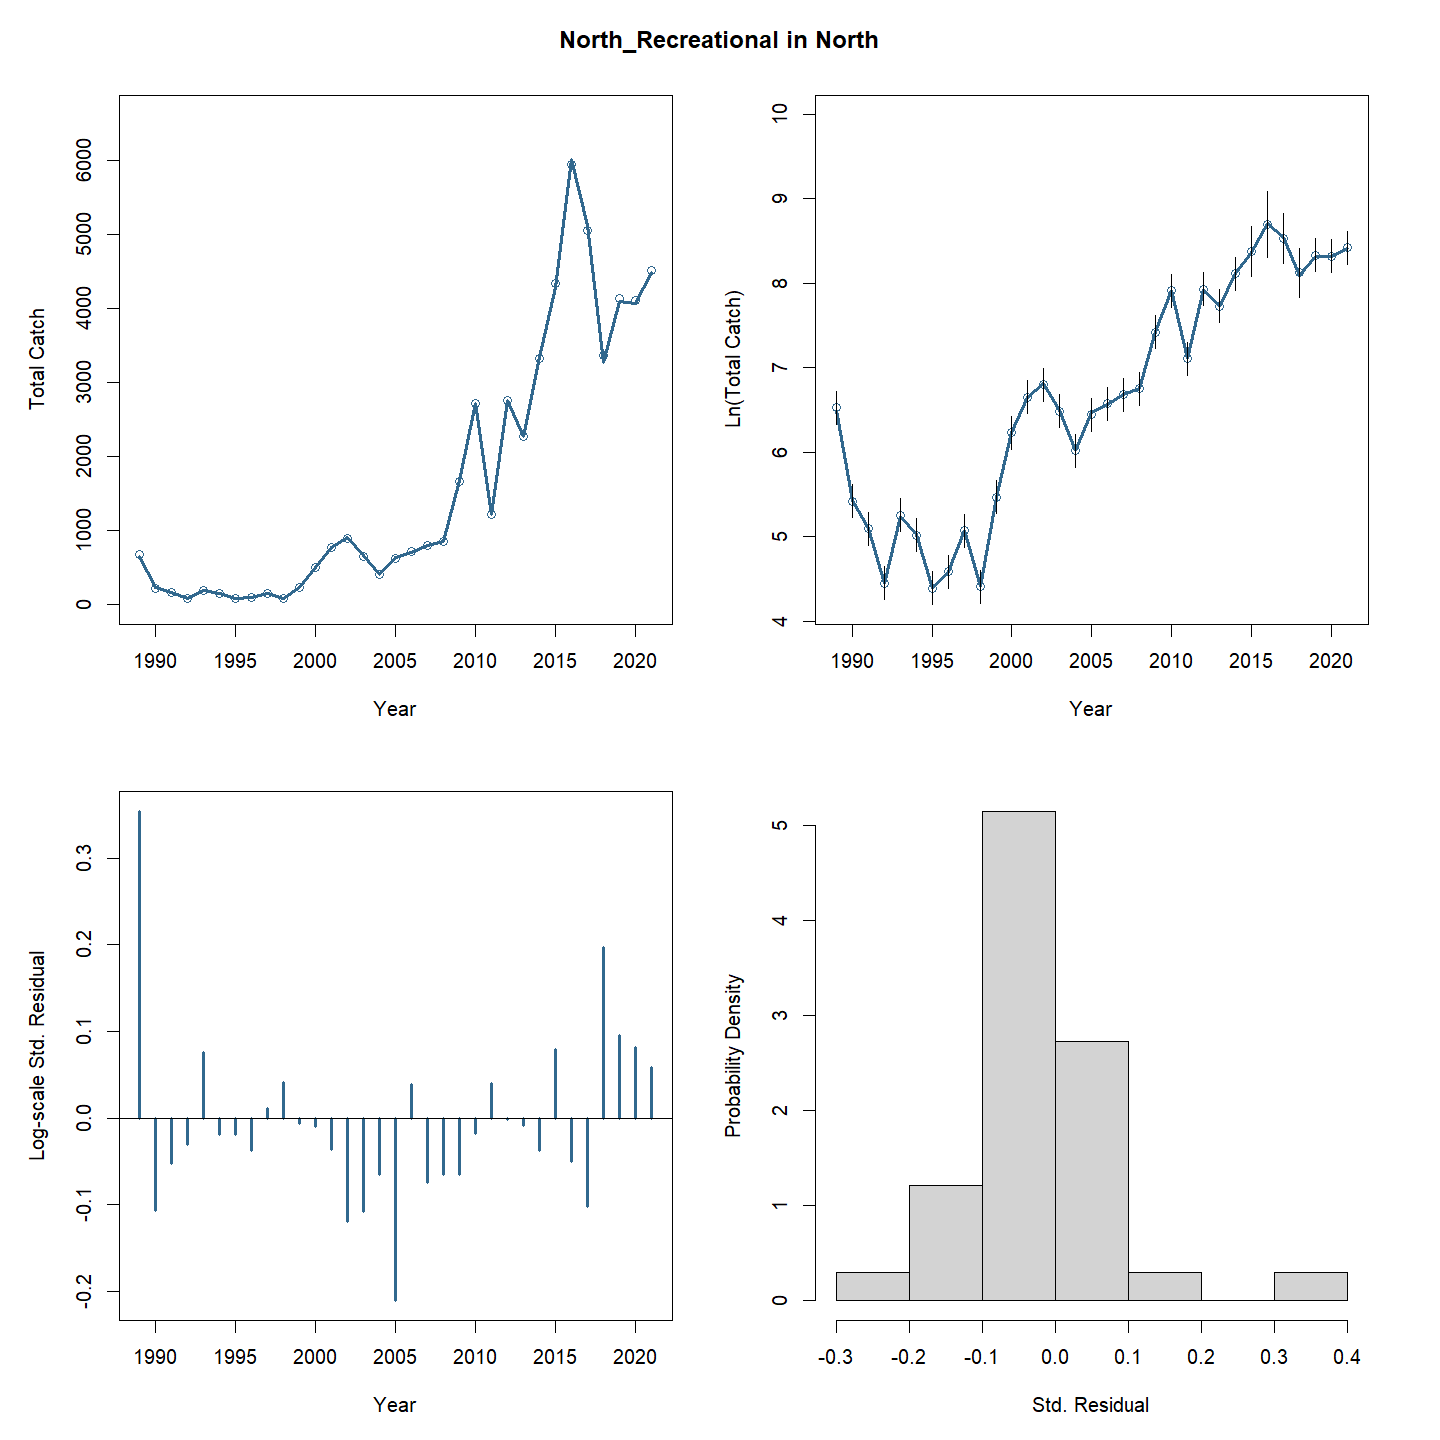 North_Recreational in North
Total Catch
6000
5000
4000
3000
2000
1000
0
1990 1995 2000 2005 2010 2015 2020
Year
Ln(Total Catch)
10
9
8
7
6
5
4
1990 1995 2000 2005 2010 2015 2020
Year
Log-scale Std. Residual
0.3
0.2
0.1
0.0
-0.1
-0.2
1990 1995 2000 2005 2010 2015 2020
Year
Probability Density
5
4
3
2
1
0
-0.3 -0.2 -0.1 0.0 0.1 0.2 0.3 0.4
Std. Residual